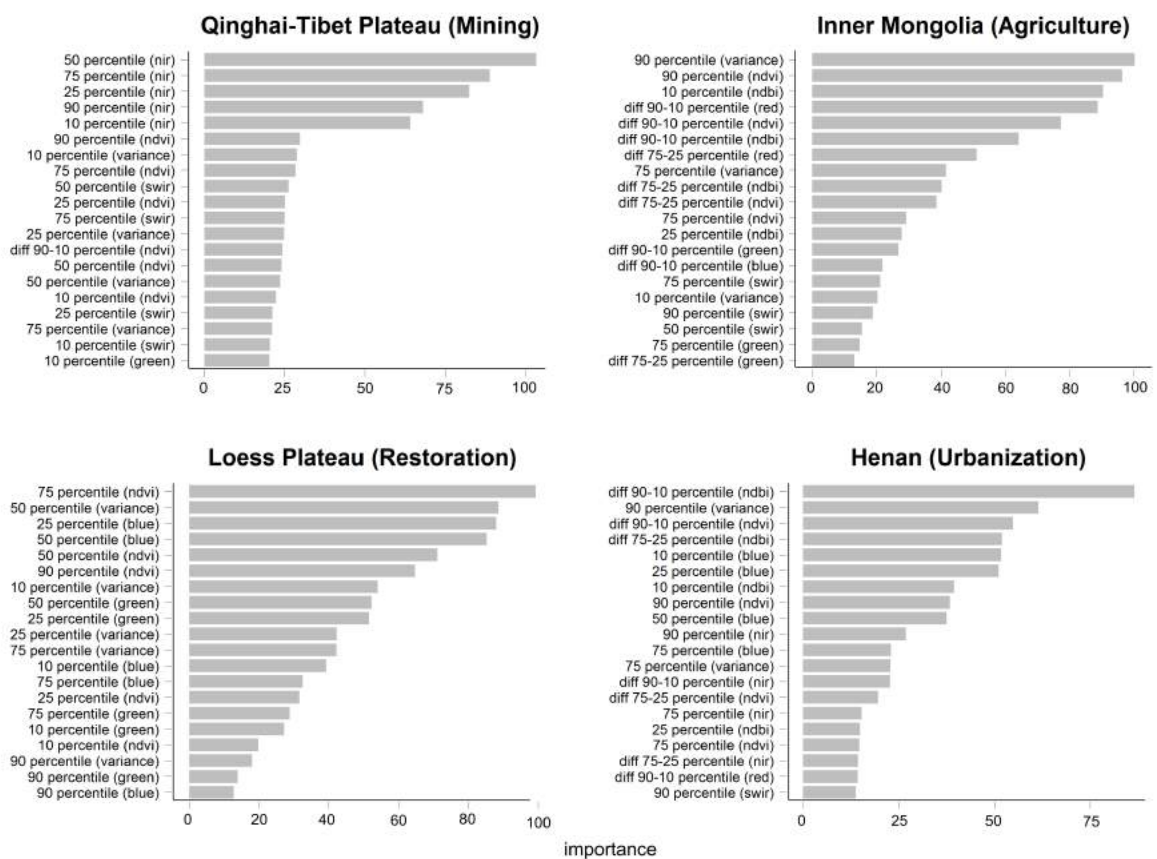 Qinghai-Tibet Plateau (Mining)
50 percentile (nir)
75 percentile (nir)
25 percentile (nir)
90 percentile (nir)
10 percentile (nir)
90 percentile (ndvi)
10 percentile (variance)
75 percentile (ndvi)
50 percentile (swir)
25 percentile (ndvi)
75 percentile (swir)
25 percentile (variance)
diff 90-10 percentile (ndvi)
50 percentile (ndvi)
50 percentile (variance)
10 percentile (ndvi)
25 percentile (swir)
75 percentile (variance)
10 percentile (swir)
10 percentile (green)
0 25 50 75 100
Inner Mongolia (Agriculture)
90 percentile (variance)
90 percentile (ndvi)
10 percentile (ndbi)
diff 90-10 percentile (red)
diff 90-10 percentile (ndvi)
diff 90-10 percentile (ndbi)
diff 75-25 percentile (red)
75 percentile (variance)
diff 75-25 percentile (ndbi)
diff 75-25 percentile (ndvi)
75 percentile (ndvi)
25 percentile (ndbi)
diff 90-10 percentile (green)
diff 90-10 percentile (blue)
75 percentile (swir)
10 percentile (variance)
90 percentile (swir)
50 percentile (swir)
75 percentile (green)
diff 75-25 percentile (green)
0 20 40 60 80 100
Loess Plateau (Restoration)
75 percentile (ndvi)
50 percentile (variance)
25 percentile (blue)
50 percentile (blue)
50 percentile (ndvi)
90 percentile (ndvi)
10 percentile (variance)
50 percentile (green)
25 percentile (green)
25 percentile (variance)
75 percentile (variance)
10 percentile (blue)
75 percentile (blue)
25 percentile (ndvi)
75 percentile (green)
10 percentile (green)
10 percentile (ndvi)
90 percentile (variance)
90 percentile (green)
90 percentile (blue)
0 20 40 60 80 100
Henan (Urbanization)
diff 90-10 percentile (ndbi)
90 percentile (variance)
diff 90-10 percentile (ndvi)
diff 75-25 percentile (ndbi)
10 percentile (blue)
25 percentile (blue)
10 percentile (ndbi)
90 percentile (ndvi)
50 percentile (blue)
90 percentile (nir)
75 percentile (blue)
75 percentile (variance)
diff 90-10 percentile (nir)
diff 75-25 percentile (ndvi)
75 percentile (nir)
25 percentile (ndbi)
75 percentile (ndvi)
diff 75-25 percentile (nir)
diff 90-10 percentile (red)
90 percentile (swir)
0 25 50 75
importance